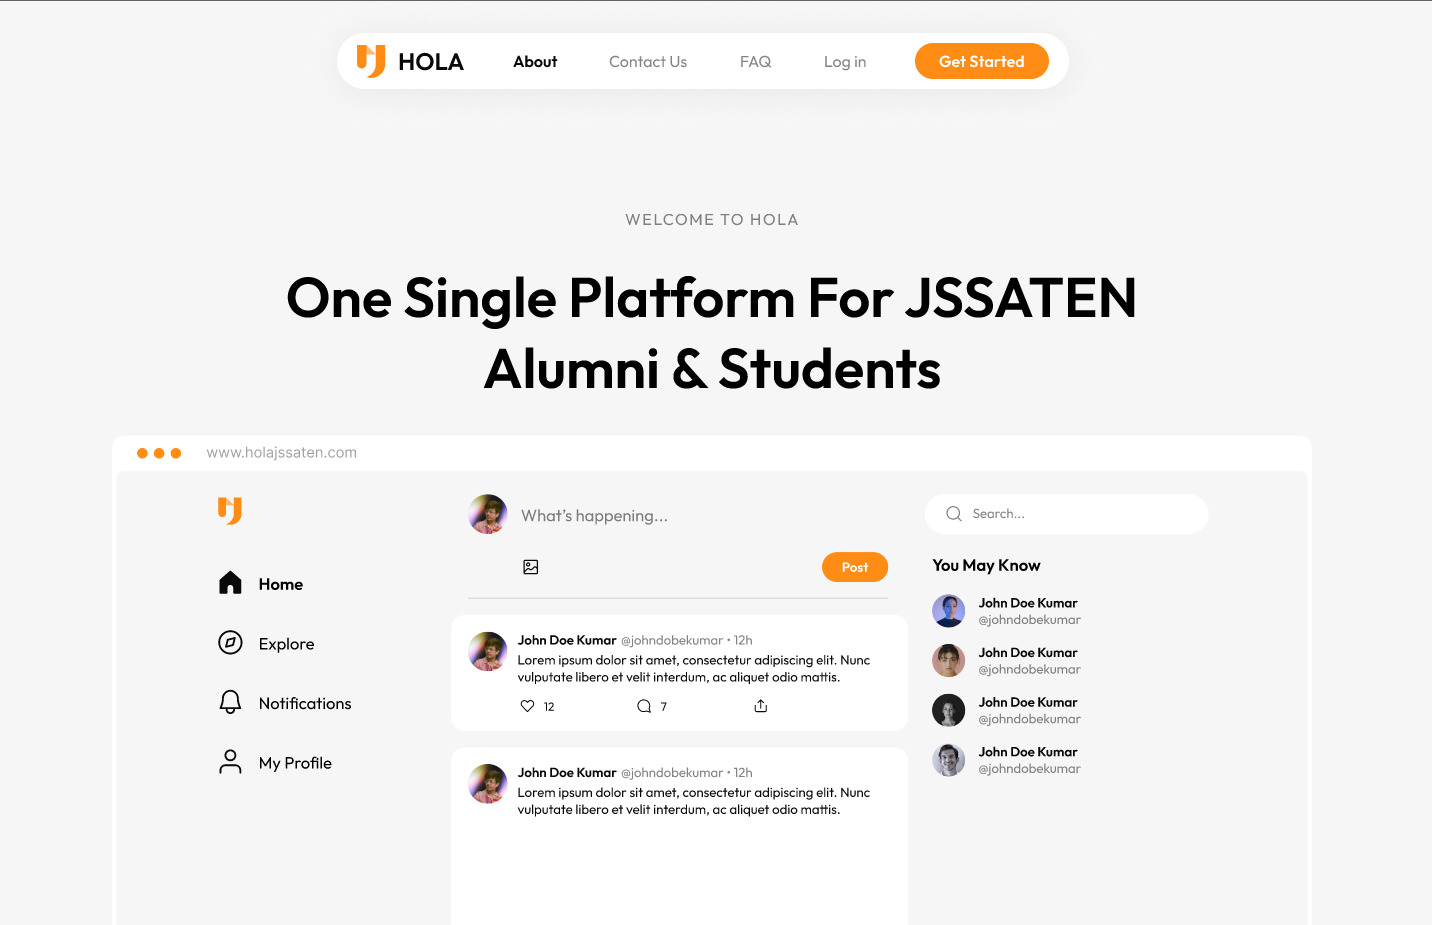 HOLA
About
Contact Us
FAQ
Log in
Get Started
WELCOME TO HOLA
One Single Platform For JSSATEN
Alumni & Students
www.holajssaten.com
Home
Explore
Notifications
My Profile
What's happening...
Post
John Doe Kumar @johndobekumar • 12h
Lorem ipsum dolor sit amet, consectetur adipiscing elit. Nunc
vulputate libero et velit interdum, ac aliquet odio mattis.
12
7
John Doe Kumar @johndobekumar • 12h
Lorem ipsum dolor sit amet, consectetur adipiscing elit. Nunc
vulputate libero et velit interdum, ac aliquet odio mattis.
Search...
You May Know
John Doe Kumar
@johndobekumar
John Doe Kumar
@johndobekumar
John Doe Kumar
@johndobekumar
John Doe Kumar
@johndobekumar